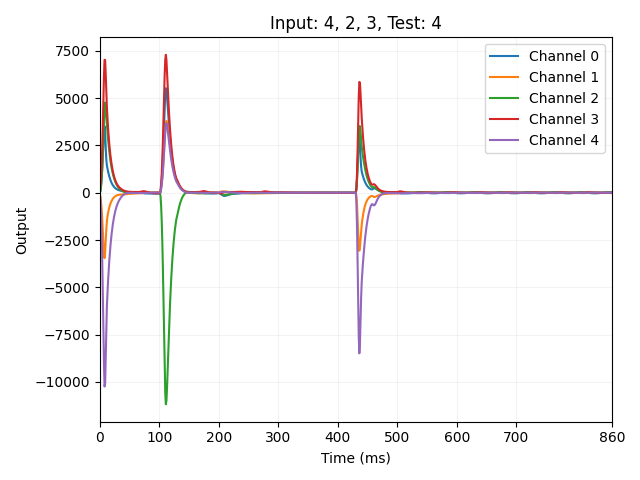 Input: 4, 2, 3, Test: 4
7500
5000
2500
0
−2500
−5000
−7500
−10000
Output
Channel 0
Channel 1
Channel 2
Channel 3
Channel 4
0 100 200 300 400 500 600 700 860
Time (ms)